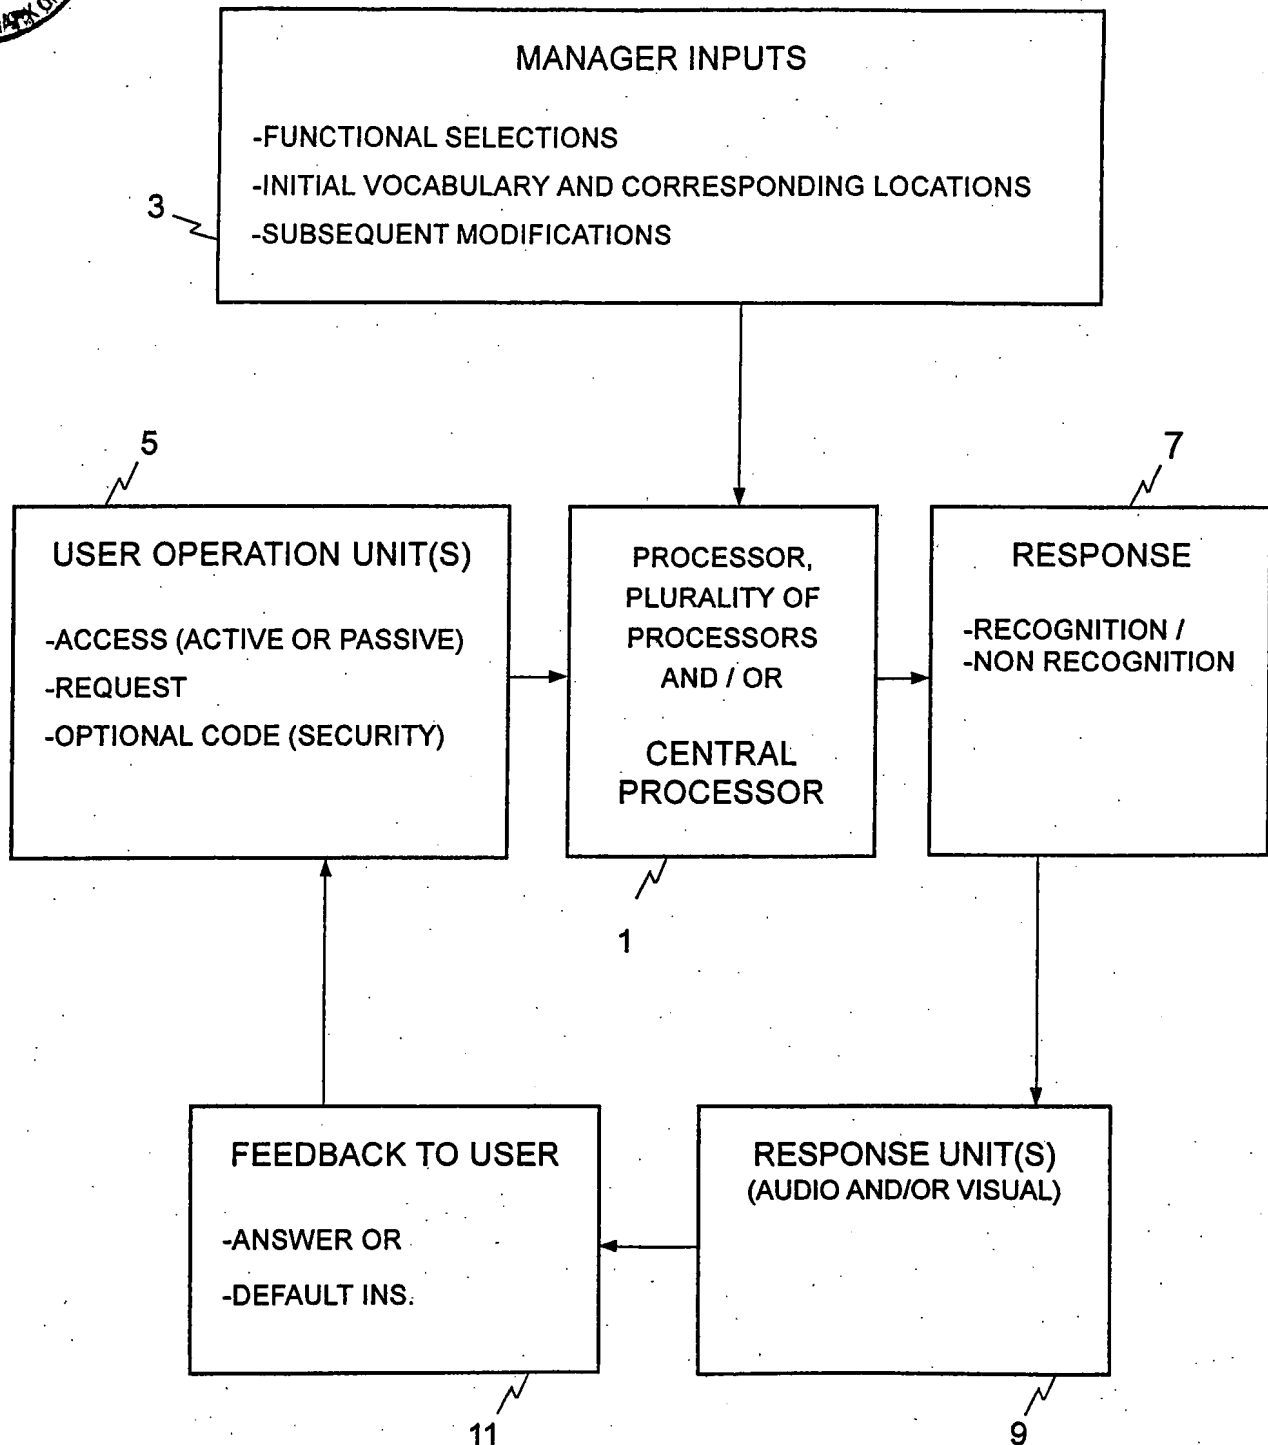 MANAGER INPUTS
-FUNCTIONAL SELECTIONS
-INITIAL VOCABULARY AND CORRESPONDING LOCATIONS
-SUBSEQUENT MODIFICATIONS
3
5
7
USER OPERATION UNIT(S)
-ACCESS (ACTIVE OR PASSIVE)
-REQUEST
-OPTIONAL CODE (SECURITY)
PROCESSOR,
PLURALITY OF
PROCESSORS
AND / OR
CENTRAL
PROCESSOR
RESPONSE
-RECOGNITION /
-NON RECOGNITION
1
FEEDBACK TO USER
-ANSWER OR
-DEFAULT INS.
RESPONSE UNIT(S)
(AUDIO AND/OR VISUAL)
11
9